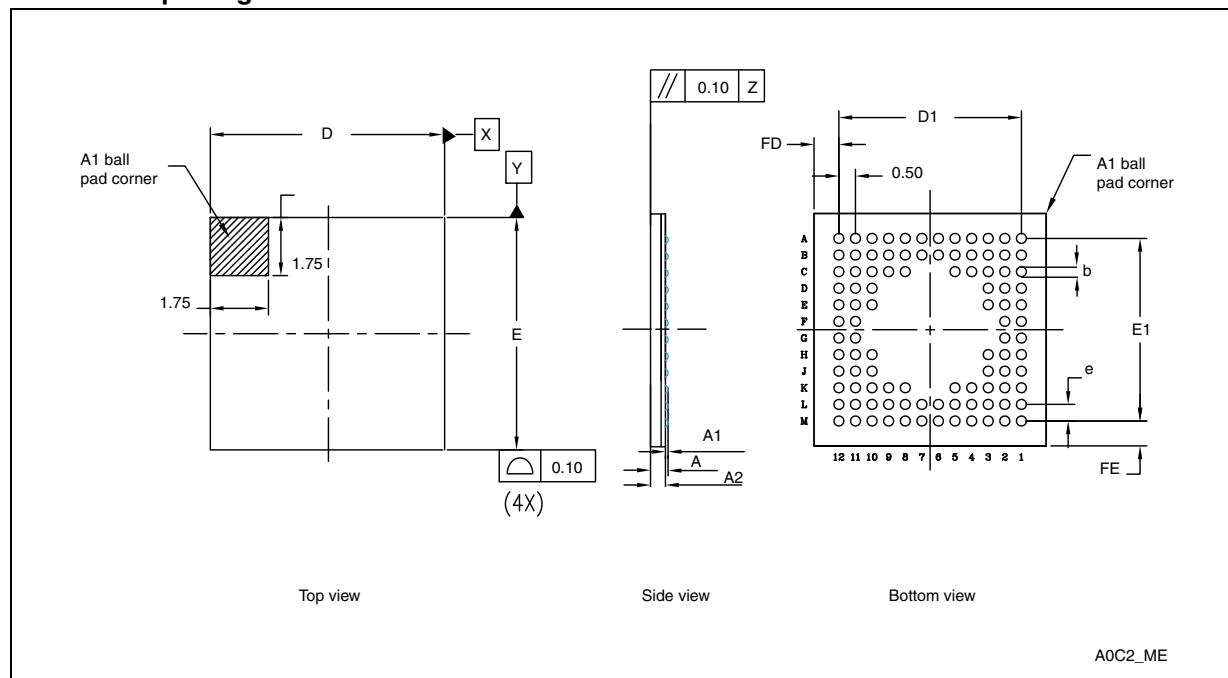 // 0.10 Z
D
X
A1 ball
pad corner
Y
1.75
1.75
E
0.10
(4X)
A1
A
A2
D1
FD
0.50
A1 ball
pad corner
A
B
C
D
E
F
G
H
J
K
L
M
b
E1
e
12 11 10 9 8 7 6 5 4 3 2 1
FE
Top view
Side view
Bottom view
A0C2_ME